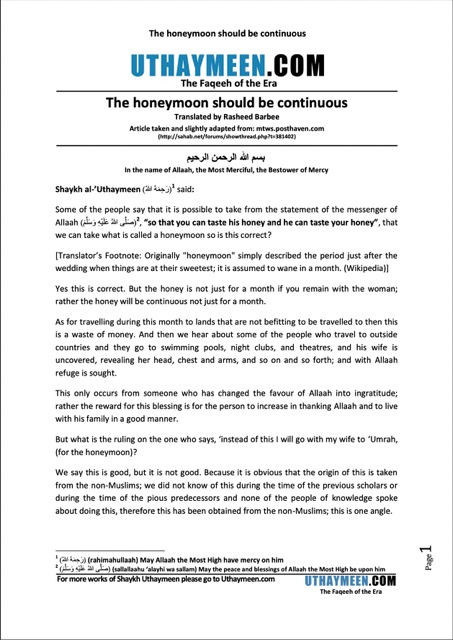 The honeymoon should be continuous
UTHAYMEEN.COM
The Faqeeh of the Era
The honeymoon should be continuous
Translated by Rasheed Barbee
Article taken and slightly adapted from: mtws.posthaven.com
(http://sahab.net/forums/showthread.php?t=381402)
بسم الله الرحمن الرحيم
In the name of Allaah, the Most Merciful, the Bestower of Mercy
Shaykh al-’Uthaymeen (رَحِمَهُ اللهُ)1 said:
Some of the people say that it is possible to take from the statement of the messenger of
Allaah (صَلَّى اللهُ عَلَيْهِ وَسَلَّم)2, “so that you can taste his honey and he can taste your honey”, that
we can take what is called a honeymoon so is this correct?
[Translator’s Footnote: Originally "honeymoon" simply described the period just after the
wedding when things are at their sweetest; it is assumed to wane in a month. (Wikipedia)]
Yes this is correct. But the honey is not just for a month if you remain with the woman;
rather the honey will be continuous not just for a month.
As for travelling during this month to lands that are not befitting to be travelled to then this
is a waste of money. And then we hear about some of the people who travel to outside
countries and they go to swimming pools, night clubs, and theatres, and his wife is
uncovered, revealing her head, chest and arms, and so on and so forth; and with Allaah
refuge is sought.
This only occurs from someone who has changed the favour of Allaah into ingratitude;
rather the reward for this blessing is for the person to increase in thanking Allaah and to live
with his family in a good manner.
But what is the ruling on the one who says, ‘instead of this I will go with my wife to ‘Umrah,
(for the honeymoon)?
We say this is good, but it is not good. Because it is obvious that the origin of this is taken
from the non-Muslims; we did not know of this during the time of the previous scholars or
during the time of the pious predecessors and none of the people of knowledge spoke
about doing this, therefore this has been obtained from the non-Muslims; this is one angle.
1 (رَحِمَهُ اللهُ) (rahimahullaah) May Allaah the Most High have mercy on him
2 (صَلَّى اللهُ عَلَيْهِ وَسَلَّم) (sallallaahu ‘alayhi wa sallam) May the peace and blessings of Allaah the Most High be upon him
For more works of Shaykh Uthaymeen please go to Uthaymeen.com
UTHAYMEEN.COM
The Faqeeh of the Era
Page 1